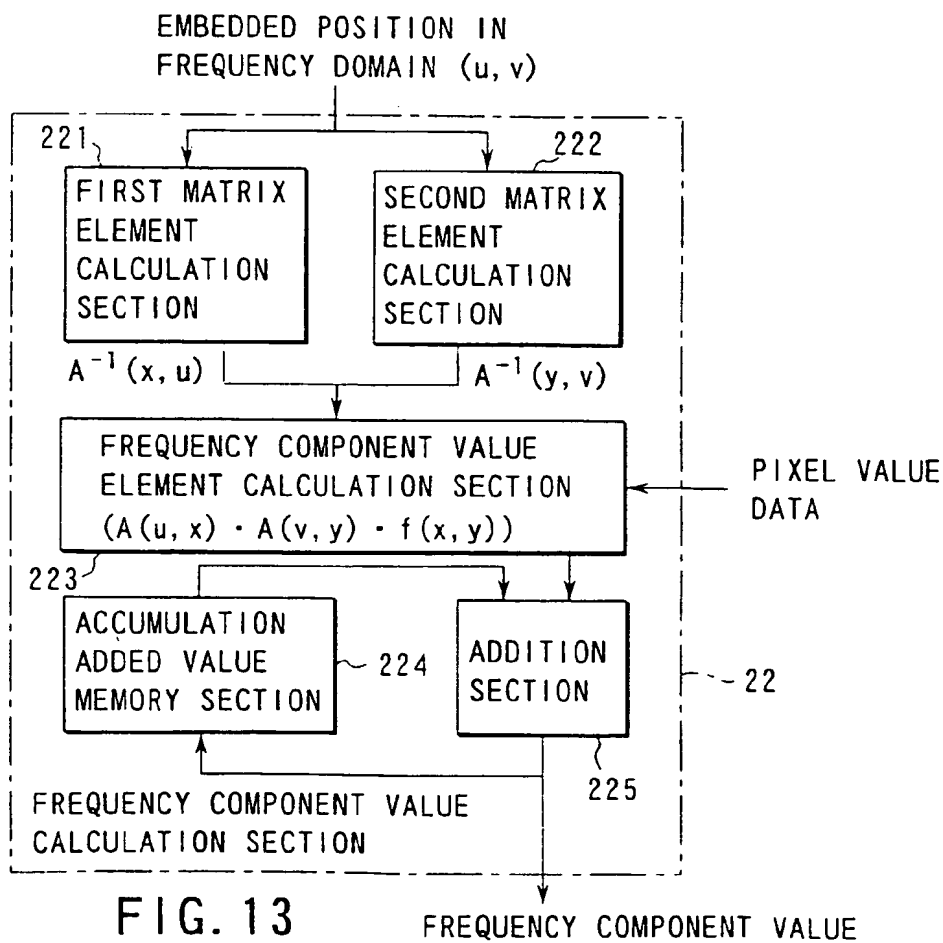 EMBEDDED POSITION IN
FREQUENCY DOMAIN (u, v)
221
222
FIRST MATRIX
ELEMENT
CALCULATION
SECTION
SECOND MATRIX
ELEMENT
CALCULATION
SECTION
A⁻¹(x, u)
A⁻¹(y, v)
FREQUENCY COMPONENT VALUE
ELEMENT CALCULATION SECTION
(A(u, x) · A(v, y) · f(x, y))
PIXEL VALUE
DATA
223
ACCUMULATION
ADDED VALUE
MEMORY SECTION
224
ADDITION
SECTION
22
225
FREQUENCY COMPONENT VALUE
CALCULATION SECTION
FIG. 13
FREQUENCY COMPONENT VALUE